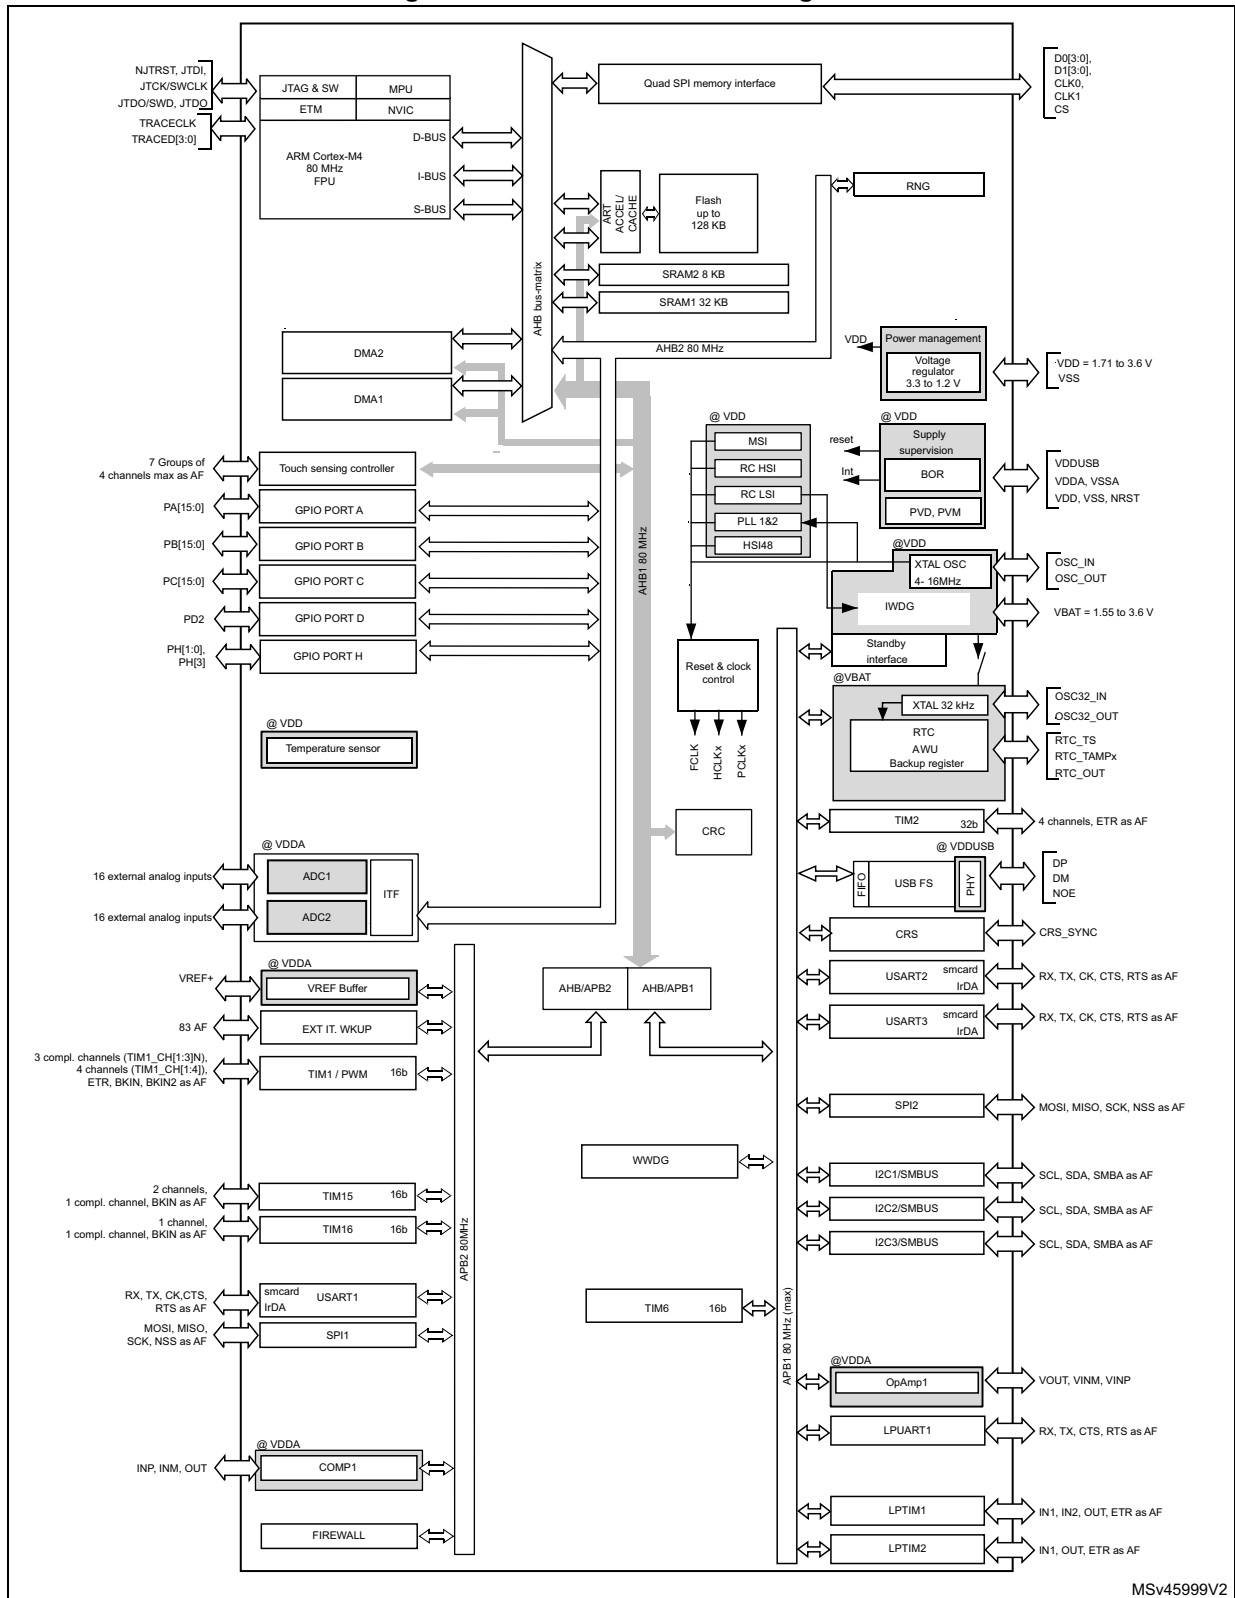 NJTRST, JTDI,
JTCK/SWCLK
JTDO/SWD, JTDO
TRACECLK
TRACED[3:0]
JTAG & SW
MPU
ETM
NVIC
ARM Cortex-M4
80 MHz
FPU
D-BUS
I-BUS
S-BUS
AHB bus-matrix
Quad SPI memory interface
D0[3:0],
D1[3:0],
CLK0,
CLK1
CS
ART
ACCEL/
CACHE
Flash
up to
128 KB
RNG
SRAM2 8 KB
SRAM1 32 KB
AHB2 80 MHz
DMA2
DMA1
VDD
Power management
Voltage
regulator
3.3 to 1.2 V
VDD = 1.71 to 3.6 V
VSS
@ VDD
MSI
RC HSI
RC LSI
PLL 1&2
HSI48
@ VDD
reset
Int
Supply
supervision
BOR
PVD, PVM
VDDUSB
VDDA, VSSA
VDD, VSS, NRST
7 Groups of
4 channels max as AF
Touch sensing controller
PA[15:0]
GPIO PORT A
PB[15:0]
GPIO PORT B
PC[15:0]
GPIO PORT C
PD2
GPIO PORT D
PH[1:0],
PH[3]
GPIO PORT H
AHB1 80 MHz
@VDD
XTAL OSC
4- 16MHz
IWDG
OSC_IN
OSC_OUT
VBAT = 1.55 to 3.6 V
Standby
interface
Reset & clock
control
FCLK
HCLKx
PCLKx
@VBAT
XTAL 32 kHz
RTC
AWU
Backup register
OSC32_IN
OSC32_OUT
RTC_TS
RTC_TAMPx
RTC_OUT
@ VDD
Temperature sensor
CRC
TIM2
32b
4 channels, ETR as AF
@ VDDUSB
FIFO
USB FS
PHY
DP
DM
NOE
@ VDDA
16 external analog inputs
ADC1
16 external analog inputs
ADC2
ITF
CRS
CRS_SYNC
@ VDDA
VREF+
VREF Buffer
AHB/APB2
AHB/APB1
USART2
smcard
IrDA
RX, TX, CK, CTS, RTS as AF
83 AF
EXT IT. WKUP
USART3
smcard
IrDA
RX, TX, CK, CTS, RTS as AF
3 compl. channels (TIM1_CH[1:3]N),
4 channels (TIM1_CH[1:4]),
ETR, BKIN, BKIN2 as AF
TIM1 / PWM
16b
SPI2
MOSI, MISO, SCK, NSS as AF
WWDG
I2C1/SMBUS
SCL, SDA, SMBA as AF
2 channels,
1 compl. channel, BKIN as AF
TIM15
16b
I2C2/SMBUS
SCL, SDA, SMBA as AF
1 channel,
1 compl. channel, BKIN as AF
TIM16
16b
I2C3/SMBUS
SCL, SDA, SMBA as AF
APB2 80MHz
RX, TX, CK,CTS,
RTS as AF
smcard
IrDA
USART1
TIM6
16b
APB1 80 MHz (max)
MOSI, MISO,
SCK, NSS as AF
SPI1
@VDDA
OpAmp1
VOUT, VINM, VINP
LPUART1
RX, TX, CTS, RTS as AF
@ VDDA
INP, INM, OUT
COMP1
LPTIM1
IN1, IN2, OUT, ETR as AF
FIREWALL
LPTIM2
IN1, OUT, ETR as AF
MSv45999V2